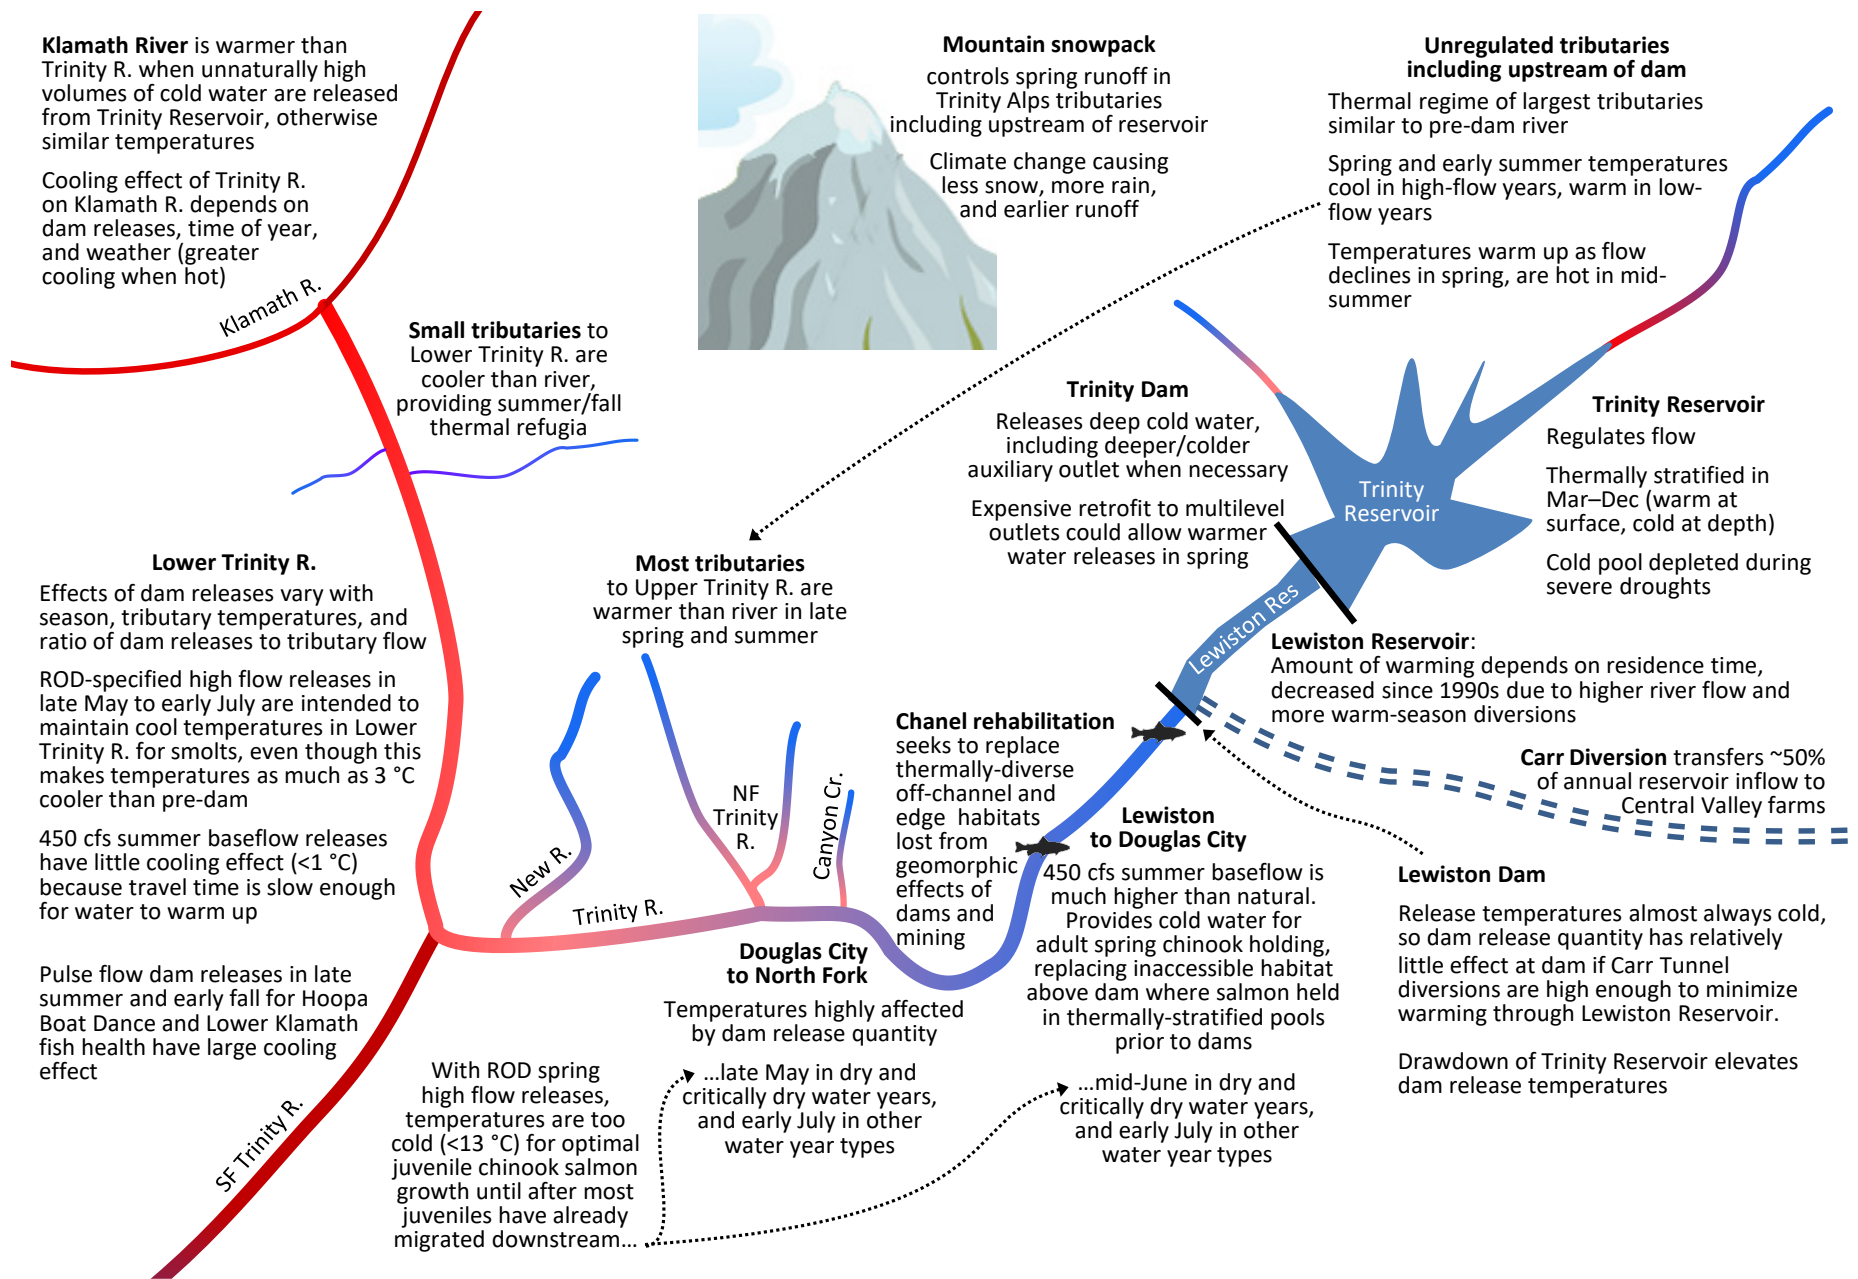 Klamath River is warmer than
Trinity R. when unnaturally high
volumes of cold water are released
from Trinity Reservoir, otherwise
similar temperatures
Cooling effect of Trinity R.
on Klamath R. depends on
dam releases, time of year,
and weather (greater
cooling when hot)
Klamath R.
Mountain snowpack
controls spring runoff in
Trinity Alps tributaries
including upstream of reservoir
Climate change causing
less snow, more rain,
and earlier runoff
Unregulated tributaries
including upstream of dam
Thermal regime of largest tributaries
similar to pre-dam river
Spring and early summer temperatures
cool in high-flow years, warm in low-
flow years
Temperatures warm up as flow
declines in spring, are hot in mid-
summer
Small tributaries to
Lower Trinity R. are
cooler than river,
providing summer/fall
thermal refugia
Trinity Dam
Releases deep cold water,
including deeper/colder
auxiliary outlet when necessary
Expensive retrofit to multilevel
outlets could allow warmer
water releases in spring
Trinity
Reservoir
Trinity Reservoir
Regulates flow
Thermally stratified in
Mar–Dec (warm at
surface, cold at depth)
Cold pool depleted during
severe droughts
Lower Trinity R.
Effects of dam releases vary with
season, tributary temperatures, and
ratio of dam releases to tributary flow
ROD-specified high flow releases in
late May to early July are intended to
maintain cool temperatures in Lower
Trinity R. for smolts, even though this
makes temperatures as much as 3 °C
cooler than pre-dam
450 cfs summer baseflow releases
have little cooling effect (<1 °C)
because travel time is slow enough
for water to warm up
Pulse flow dam releases in late
summer and early fall for Hoopa
Boat Dance and Lower Klamath
fish health have large cooling
effect
Most tributaries
to Upper Trinity R. are
warmer than river in late
spring and summer
Lewiston Res
Lewiston Reservoir:
Amount of warming depends on residence time,
decreased since 1990s due to higher river flow and
more warm-season diversions
Carr Diversion transfers ~50%
of annual reservoir inflow to
Central Valley farms
Chanel rehabilitation
seeks to replace
thermally-diverse
off-channel and
edge habitats
lost from
geomorphic
effects of
dams and
mining
New R.
NF
Trinity
R.
Canyon Cr.
Trinity R.
SF Trinity R.
Lewiston
to Douglas City
450 cfs summer baseflow is
much higher than natural.
Provides cold water for
adult spring chinook holding,
replacing inaccessible habitat
above dam where salmon held
in thermally-stratified pools
prior to dams
...mid-June in dry and
critically dry water years,
and early July in other
water year types
Lewiston Dam
Release temperatures almost always cold,
so dam release quantity has relatively
little effect at dam if Carr Tunnel
diversions are high enough to minimize
warming through Lewiston Reservoir.
Drawdown of Trinity Reservoir elevates
dam release temperatures
Douglas City
to North Fork
Temperatures highly affected
by dam release quantity
...late May in dry and
critically dry water years,
and early July in other
water year types
With ROD spring
high flow releases,
temperatures are too
cold (<13 °C) for optimal
juvenile chinook salmon
growth until after most
juveniles have already
migrated downstream...